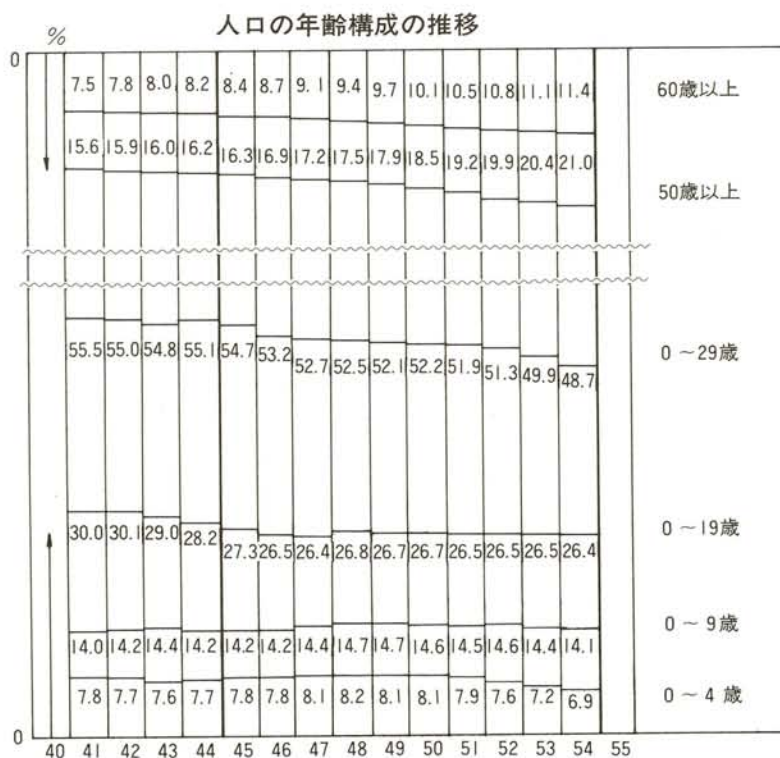 人口の年齢構成の推移
%
0
7.5 7.8 8.0 8.2 8.4 8.7 9.1 9.4 9.7 10.1 10.5 10.8 11.1 11.4 60歳以上
15.6 15.9 16.0 16.2 16.3 16.9 17.2 17.5 17.9 18.5 19.2 19.9 20.4 21.0 50歳以上
55.5 55.0 54.8 55.1 54.7 53.2 52.7 52.5 52.1 52.2 51.9 51.3 49.9 48.7 0～29歳
30.0 30.1 29.0 28.2 27.3 26.5 26.4 26.8 26.7 26.7 26.5 26.5 26.5 26.4 0～19歳
14.0 14.2 14.4 14.2 14.2 14.2 14.4 14.7 14.7 14.6 14.5 14.6 14.4 14.1 0～9歳
7.8 7.7 7.6 7.7 7.8 7.8 8.1 8.2 8.1 8.1 7.9 7.6 7.2 6.9 0～4歳
0
40 41 42 43 44 45 46 47 48 49 50 51 52 53 54 55